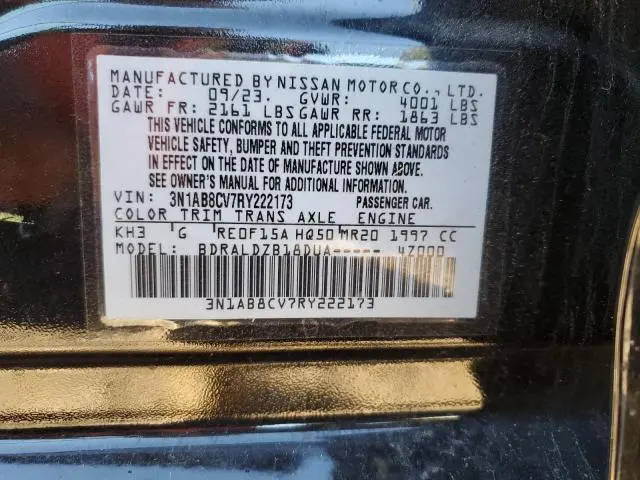 MANUFACTURED BY NISSAN MOTOR CO., LTD.
DATE: 09/23. GVWR: 4001 LBS
GAWR FR: 2161 LBS GAWR RR: 1863 LBS
THIS VEHICLE CONFORMS TO ALL APPLICABLE FEDERAL MOTOR
VEHICLE SAFETY, BUMPER AND THEFT PREVENTION STANDARDS
IN EFFECT ON THE DATE OF MANUFACTURE SHOWN ABOVE.
SEE OWNER'S MANUAL FOR ADDITIONAL INFORMATION.
VIN: 3N1AB8CV7RY222173 PASSENGER CAR.
COLOR TRIM TRANS AXLE ENGINE
KH3 G RE0F15A HQ50 MR20 1997 CC
MODEL: BDRALDZB18DUA----- 4Z000
3N1AB8CV7RY222173